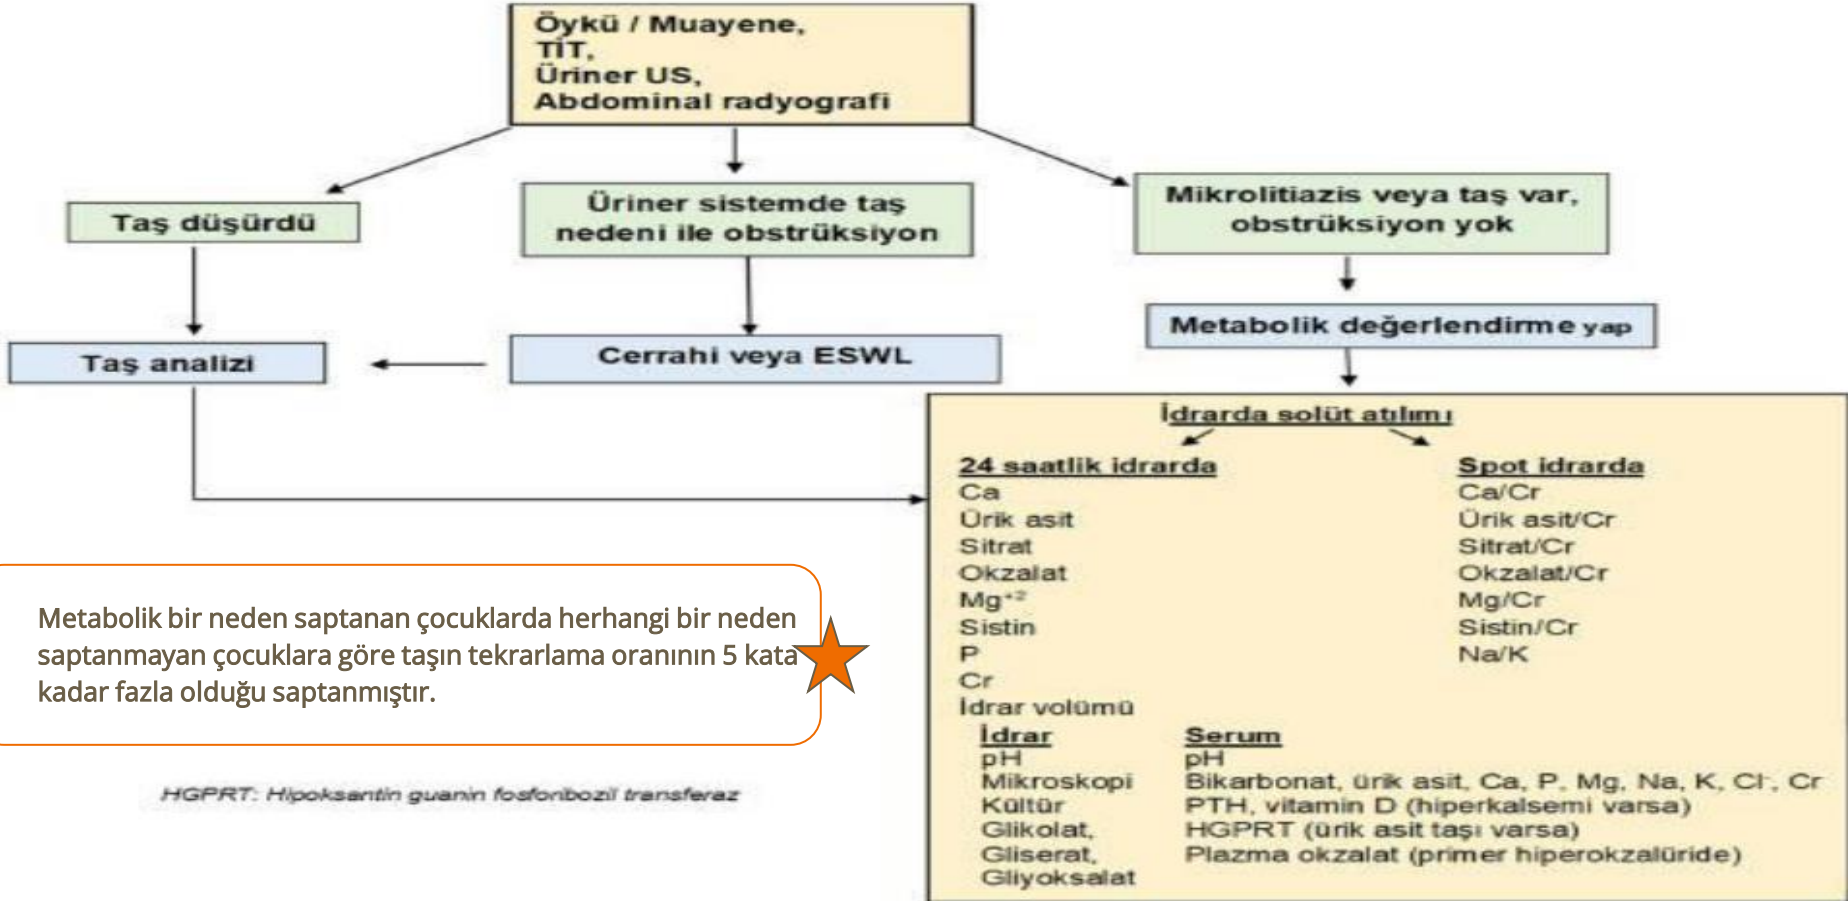 Öykü / Muayene,
TİT,
Üriner US,
Abdominal radyografi
Taş düşürdü
Üriner sistemde taş
nedeni ile obstrüksiyon
Mikrolitiazis veya taş var,
obstrüksiyon yok
Taş analizi
Cerrahi veya ESWL
Metabolik değerlendirme yap
İdrarda solüt atılımı
24 saatlik idrarda
Ca
Ürik asit
Sitrat
Okzalat
Mg⁺²
Sistin
P
Cr
İdrar volümü
Spot idrarda
Ca/Cr
Ürik asit/Cr
Sitrat/Cr
Okzalat/Cr
Mg/Cr
Sistin/Cr
Na/K
İdrar
pH
Mikroskopi
Kültür
Glikolat,
Gliserat,
Gliyoksalat
Serum
pH
Bikarbonat, ürik asit, Ca, P, Mg, Na, K, Cl⁻, Cr
PTH, vitamin D (hiperkalsemi varsa)
HGPRT (ürik asit taşı varsa)
Plazma okzalat (primer hiperokzalüride)
Metabolik bir neden saptanan çocuklarda herhangi bir neden
saptanmayan çocuklara göre taşın tekrarlama oranının 5 kata
kadar fazla olduğu saptanmıştır.
HGPRT: Hipoksantin guanin fosforibozil transferaz